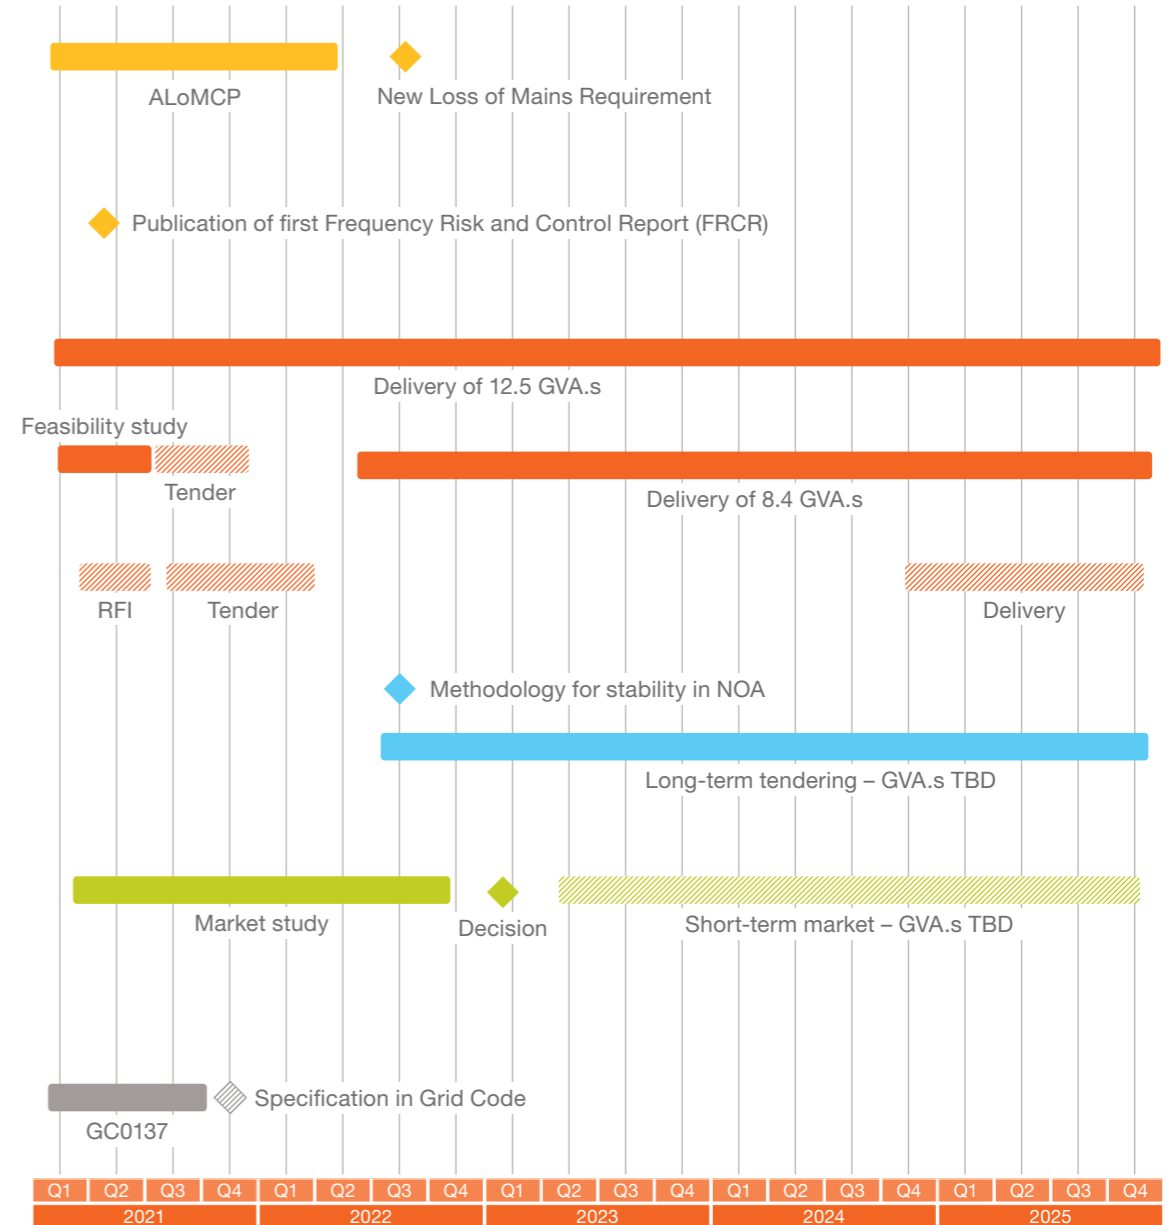 ALoMCP
New Loss of Mains Requirement
Publication of first Frequency Risk and Control Report (FRCR)
Delivery of 12.5 GVA.s
Feasibility study
Tender
Delivery of 8.4 GVA.s
RFI
Tender
Delivery
Methodology for stability in NOA
Long-term tendering – GVA.s TBD
Market study
Decision
Short-term market – GVA.s TBD
Specification in Grid Code
GC0137
Q1 Q2 Q3 Q4 Q1 Q2 Q3 Q4 Q1 Q2 Q3 Q4 Q1 Q2 Q3 Q4 Q1 Q2 Q3 Q4
2021 2022 2023 2024 2025